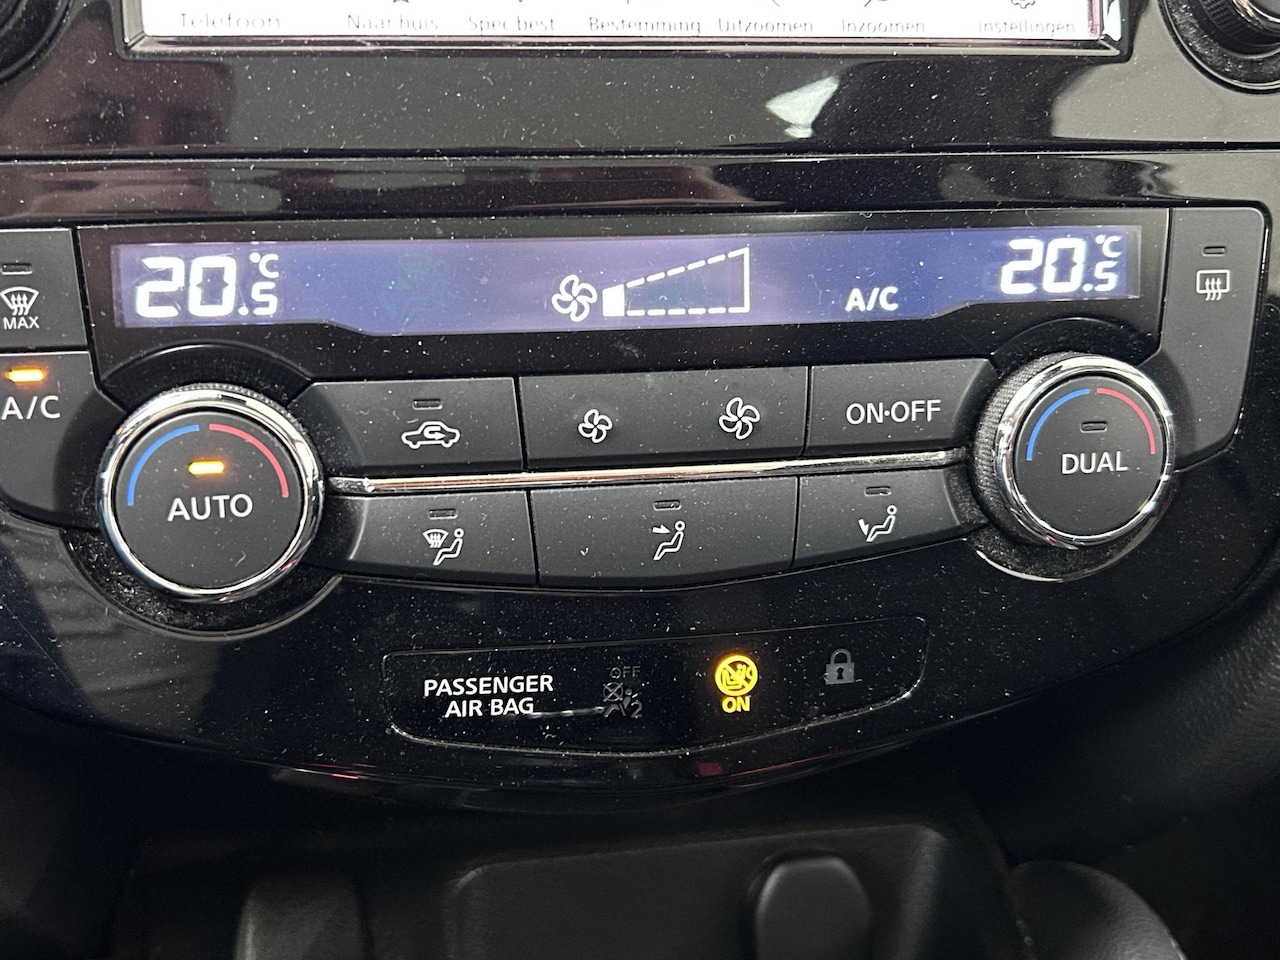 Telefoon Naar huis Spec.best. Bestemming Uitzoomen Inzoomen Instellingen
20.5 °C A/C 20.5 °C
MAX
A/C
AUTO ON·OFF DUAL
PASSENGER
AIR BAG
OFF
2
ON